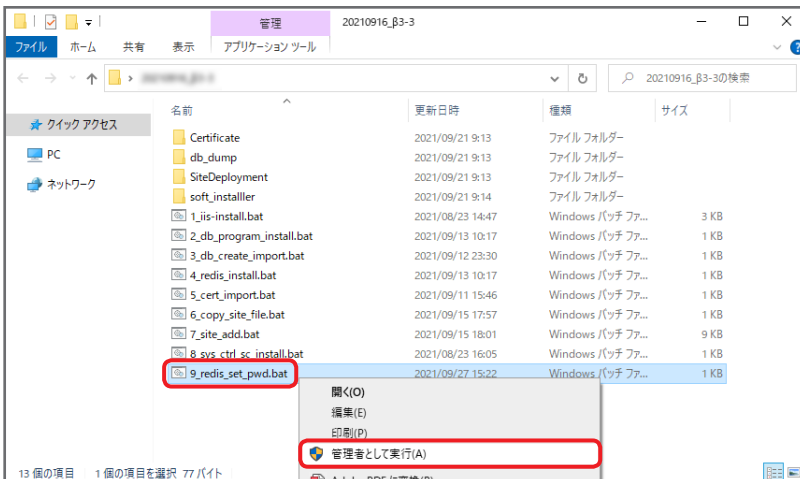 管理
20210916_β3-3
ファイル ホーム 共有 表示 アプリケーション ツール
20210916_β3-3の検索
名前 更新日時 種類 サイズ
クイック アクセス
PC
ネットワーク
Certificate 2021/09/21 9:13 ファイル フォルダー
db_dump 2021/09/21 9:13 ファイル フォルダー
SiteDeployment 2021/09/21 9:13 ファイル フォルダー
soft_installler 2021/09/21 9:14 ファイル フォルダー
1_iis-install.bat 2021/08/23 14:47 Windows バッチ ファ... 3 KB
2_db_program_install.bat 2021/09/13 10:17 Windows バッチ ファ... 1 KB
3_db_create_import.bat 2021/09/12 23:30 Windows バッチ ファ... 1 KB
4_redis_install.bat 2021/09/13 10:17 Windows バッチ ファ... 1 KB
5_cert_import.bat 2021/09/11 15:46 Windows バッチ ファ... 1 KB
6_copy_site_file.bat 2021/09/15 17:57 Windows バッチ ファ... 1 KB
7_site_add.bat 2021/09/15 18:01 Windows バッチ ファ... 9 KB
8_sys_ctrl_sc_install.bat 2021/08/23 16:05 Windows バッチ ファ... 1 KB
9_redis_set_pwd.bat 2021/09/27 15:22 Windows バッチ ファ... 1 KB
開く(O)
編集(E)
印刷(P)
管理者として実行(A)
13 個の項目 1 個の項目を選択 77 バイト